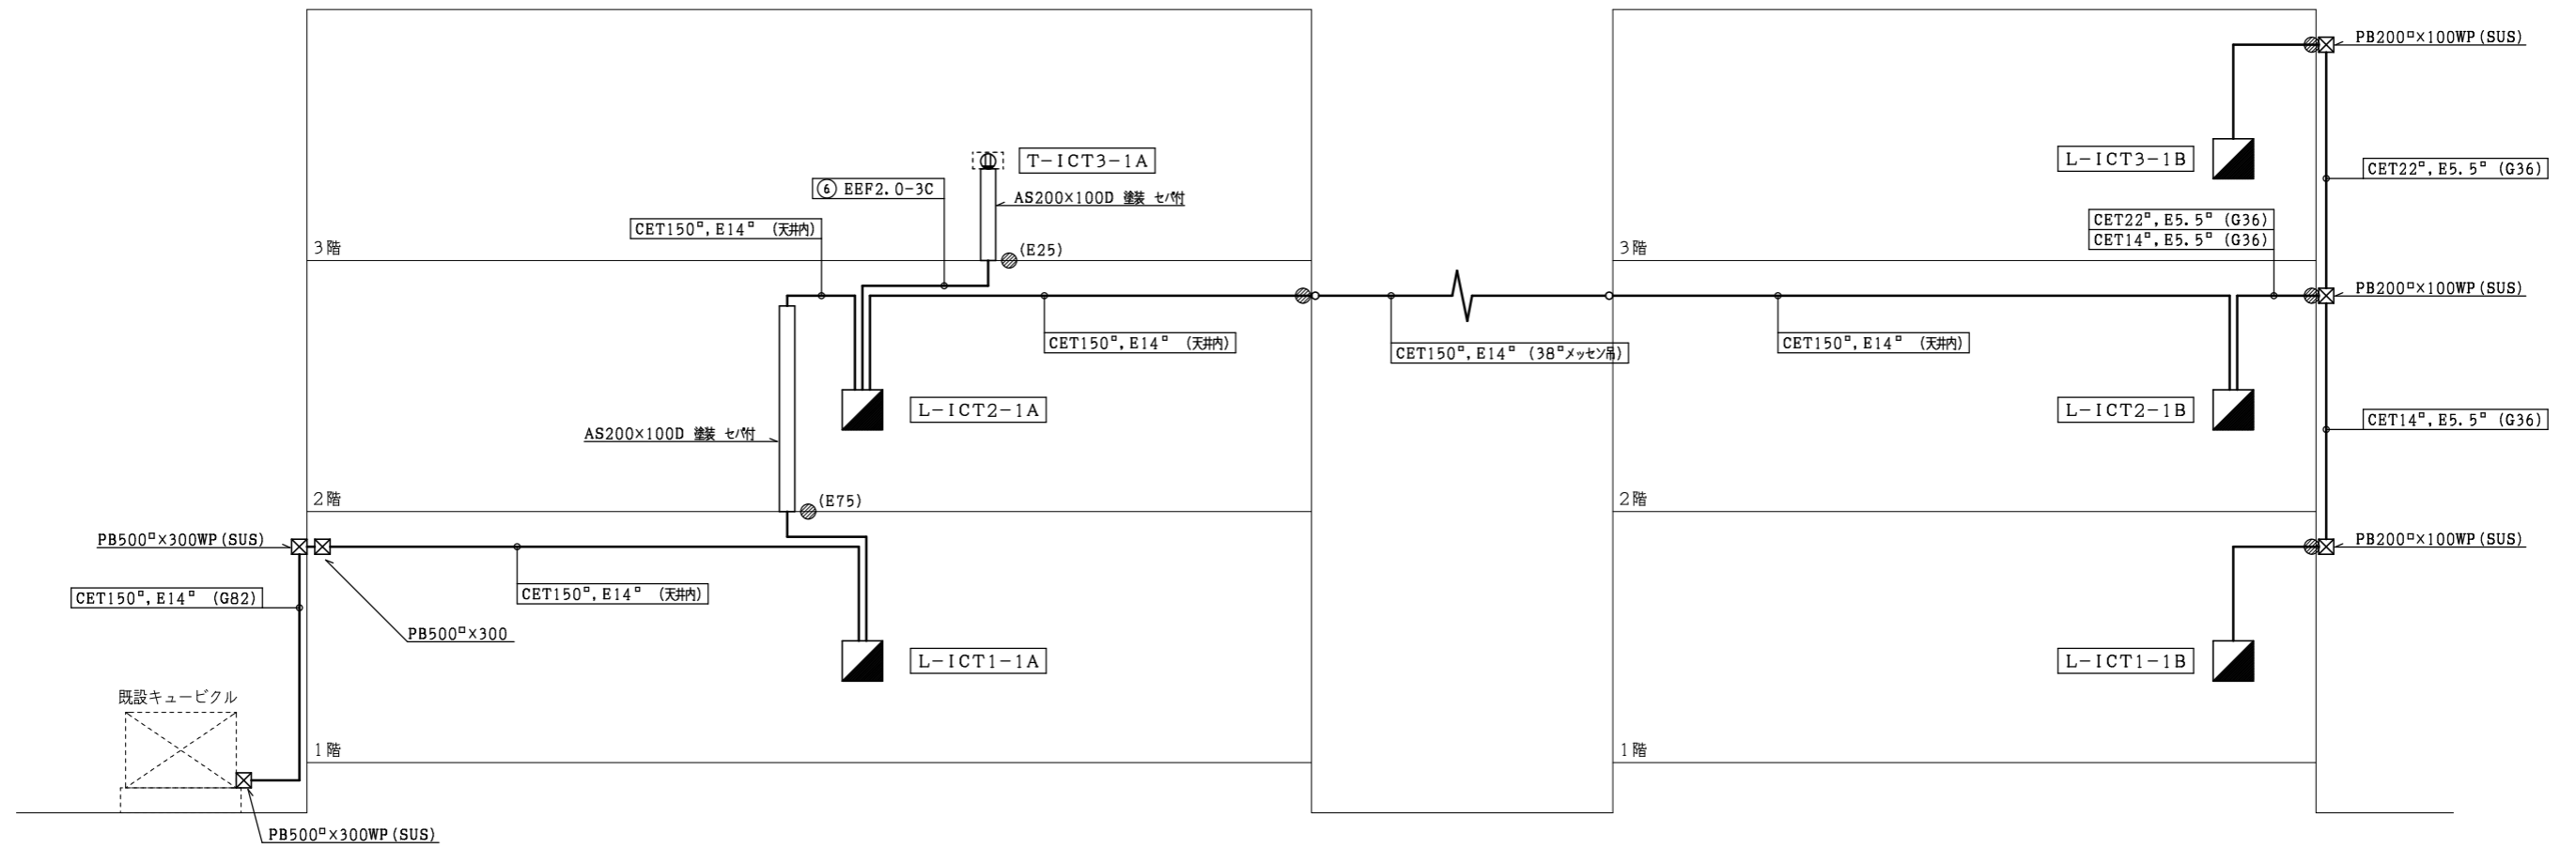 PB200□×100WP(SUS)
T-ICT3-1A
L-ICT3-1B
⑥ EEF2.0-3C
CET22□,E5.5□ (G36)
AS200×100D 塗装 セパ付
CET150□,E14□ (天井内)
CET22□,E5.5□ (G36)
CET14□,E5.5□ (G36)
3階
(E25)
3階
PB200□×100WP(SUS)
CET150□,E14□ (天井内)
CET150□,E14□ (38□メッセン吊)
CET150□,E14□ (天井内)
L-ICT2-1A
L-ICT2-1B
CET14□,E5.5□ (G36)
AS200×100D 塗装 セパ付
2階
(E75)
2階
PB500□×300WP(SUS)
PB200□×100WP(SUS)
CET150□,E14□ (G82)
CET150□,E14□ (天井内)
PB500□×300
L-ICT1-1A
L-ICT1-1B
既設キュービクル
1階
1階
PB500□×300WP(SUS)